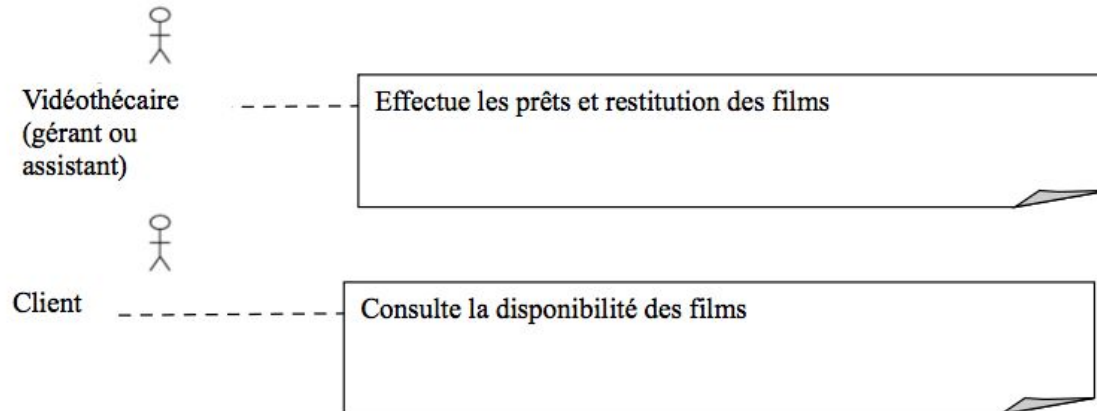 Vidéothécaire
(gérant ou
assistant)
Effectue les prêts et restitution des films
Client
Consulte la disponibilité des films